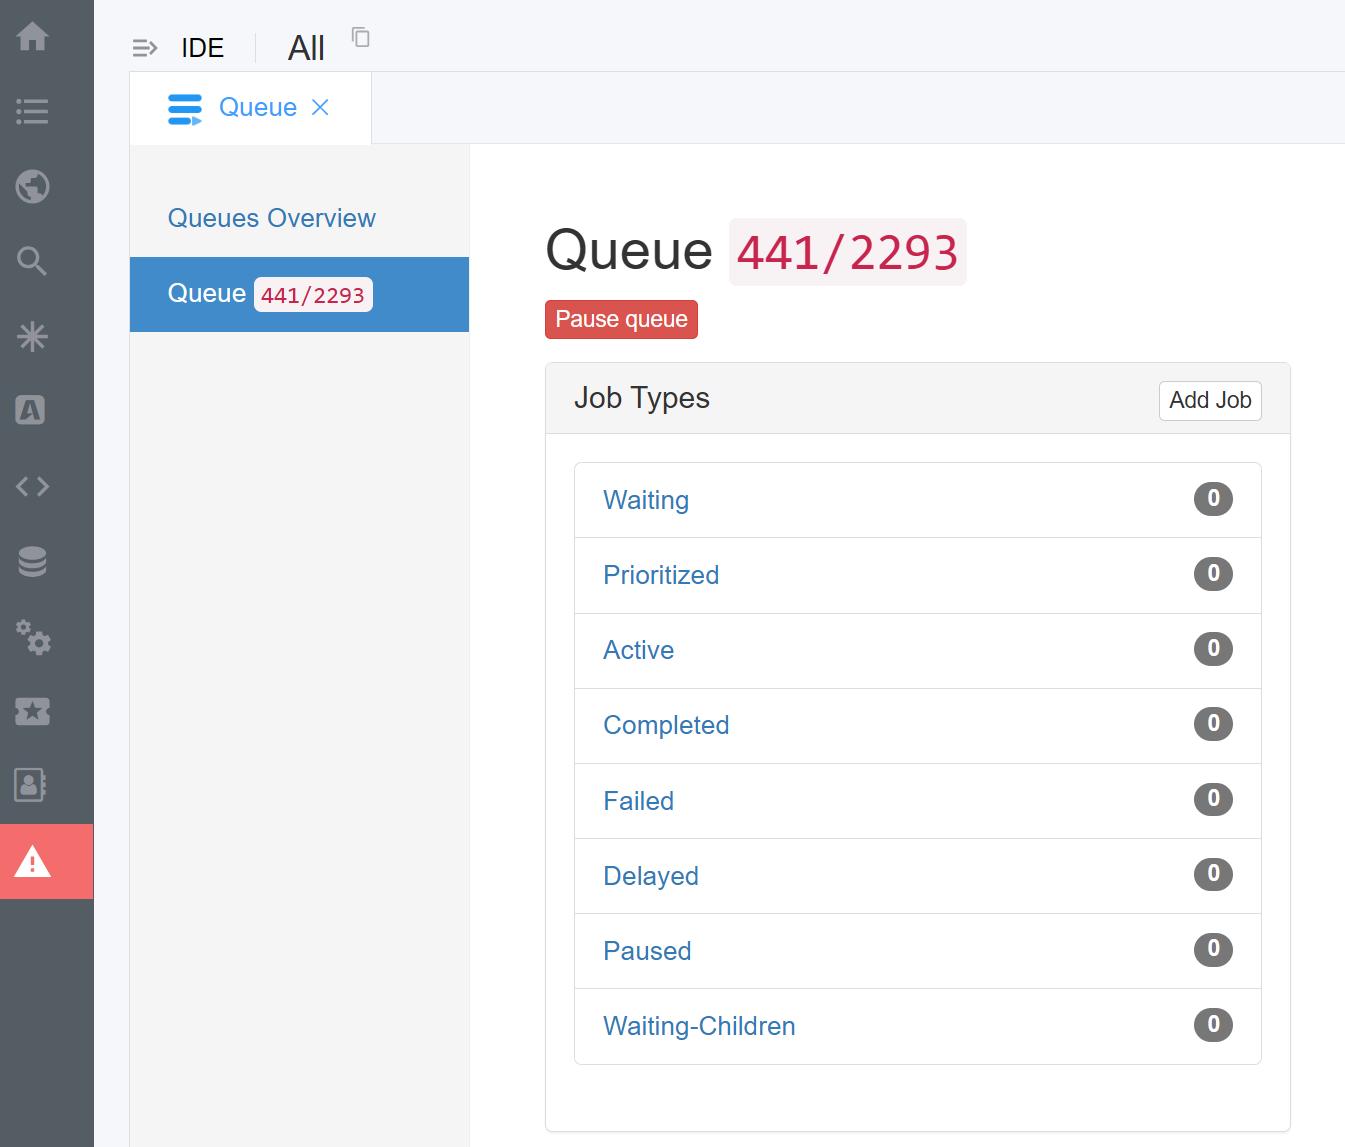 IDE All
Queue
Queues Overview
Queue 441/2293
Queue 441/2293
Pause queue
Job Types Add Job
Waiting 0
Prioritized 0
Active 0
Completed 0
Failed 0
Delayed 0
Paused 0
Waiting-Children 0